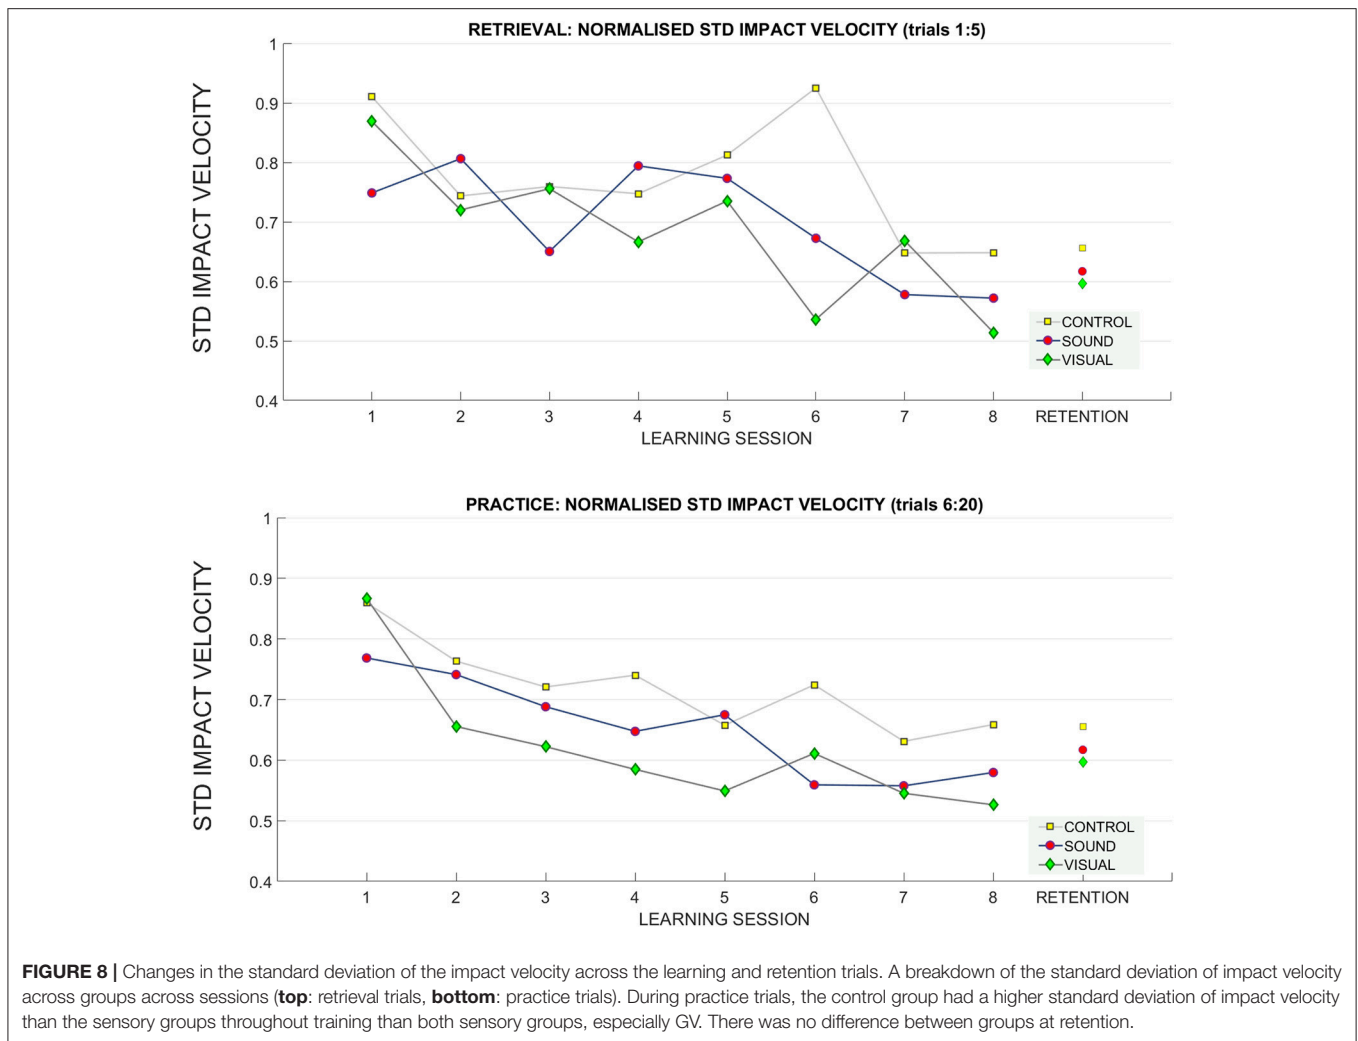 RETRIEVAL: NORMALISED STD IMPACT VELOCITY (trials 1:5)
STD IMPACT VELOCITY
1
0.9
0.8
0.7
0.6
0.5
0.4
1 2 3 4 5 6 7 8 RETENTION
LEARNING SESSION
CONTROL
SOUND
VISUAL
PRACTICE: NORMALISED STD IMPACT VELOCITY (trials 6:20)
STD IMPACT VELOCITY
1
0.9
0.8
0.7
0.6
0.5
0.4
1 2 3 4 5 6 7 8 RETENTION
LEARNING SESSION
CONTROL
SOUND
VISUAL
FIGURE 8 | Changes in the standard deviation of the impact velocity across the learning and retention trials. A breakdown of the standard deviation of impact velocity
across groups across sessions (top: retrieval trials, bottom: practice trials). During practice trials, the control group had a higher standard deviation of impact velocity
than the sensory groups throughout training than both sensory groups, especially GV. There was no difference between groups at retention.